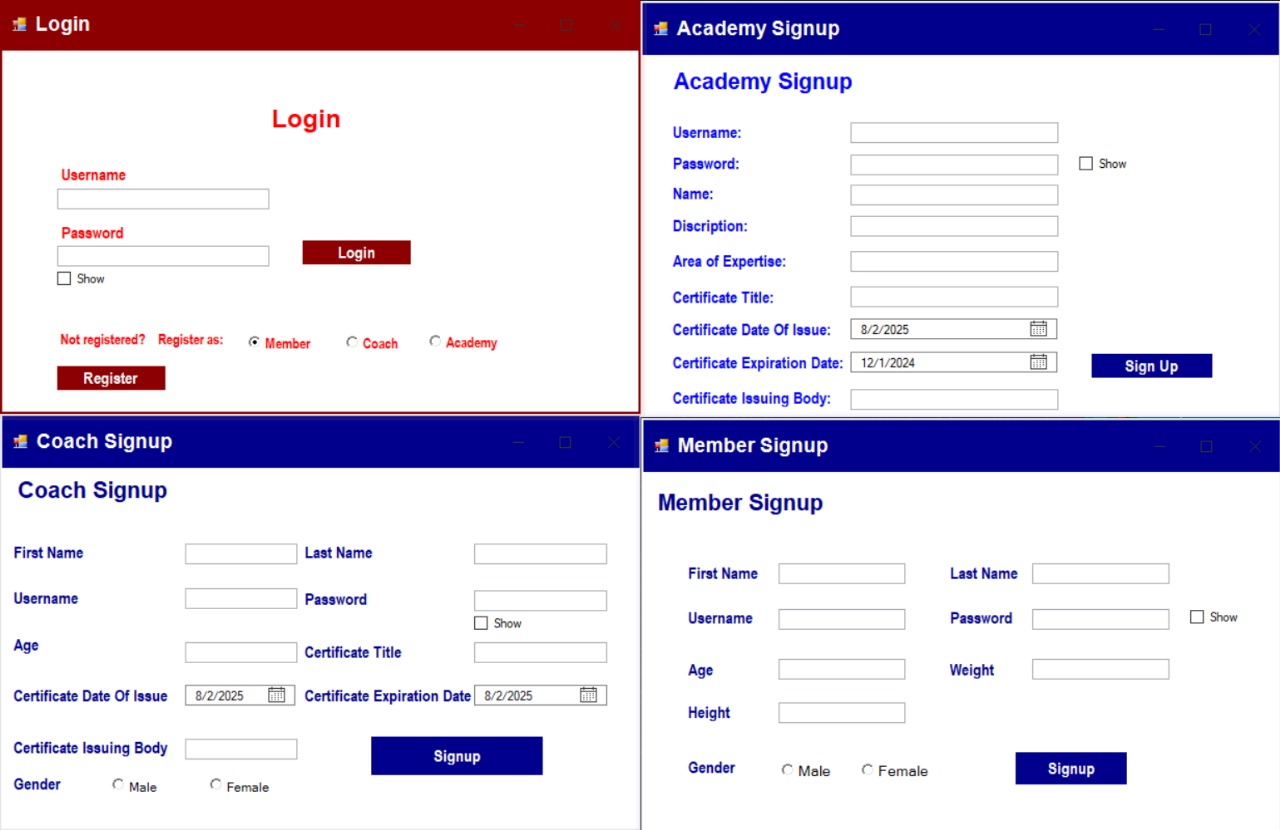 Login
Login
Username
Password
Login
Show
Not registered? Register as: Member Coach Academy
Register
Academy Signup
Academy Signup
Username:
Password: Show
Name:
Discription:
Area of Expertise:
Certificate Title:
Certificate Date Of Issue: 8/2/2025
Certificate Expiration Date: 12/1/2024 Sign Up
Certificate Issuing Body:
Coach Signup
Coach Signup
First Name Last Name
Username Password
Show
Age Certificate Title
Certificate Date Of Issue 8/2/2025 Certificate Expiration Date 8/2/2025
Certificate Issuing Body Signup
Gender Male Female
Member Signup
Member Signup
First Name Last Name
Username Password Show
Age Weight
Height
Gender Male Female Signup